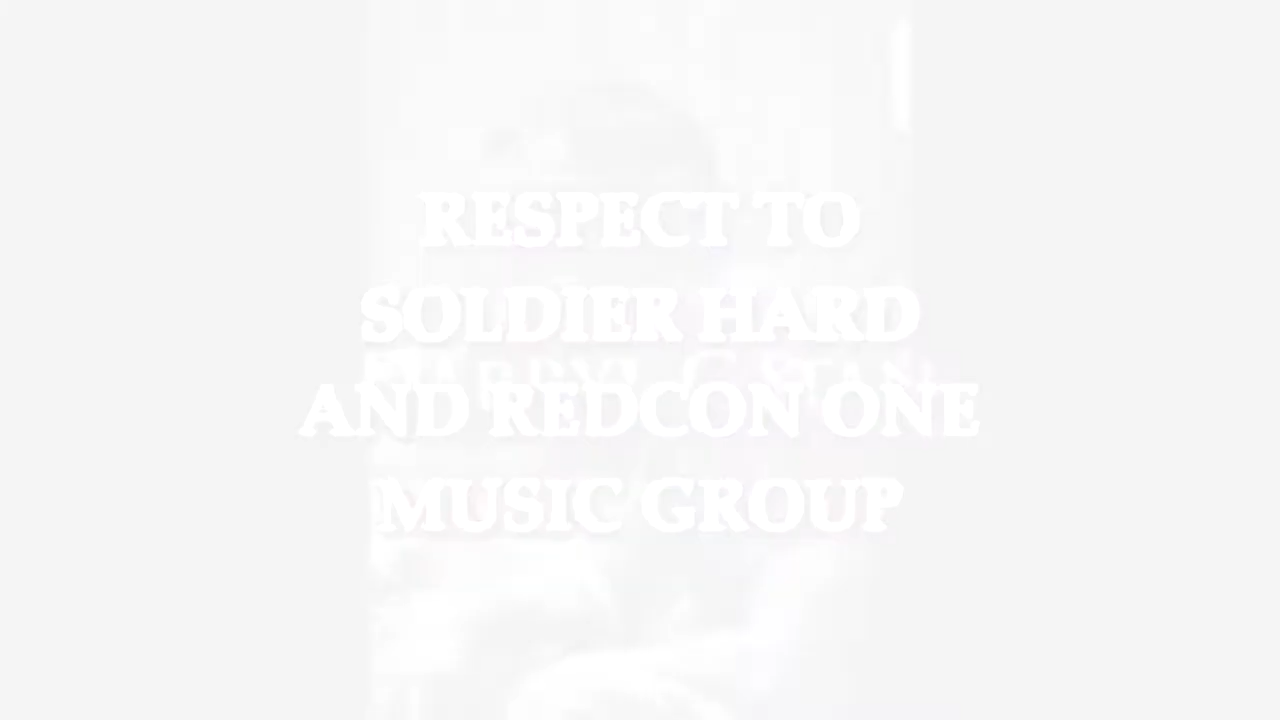 RESPECT TO
SOLDIER HARD
AND REDCON ONE
MUSIC GROUP